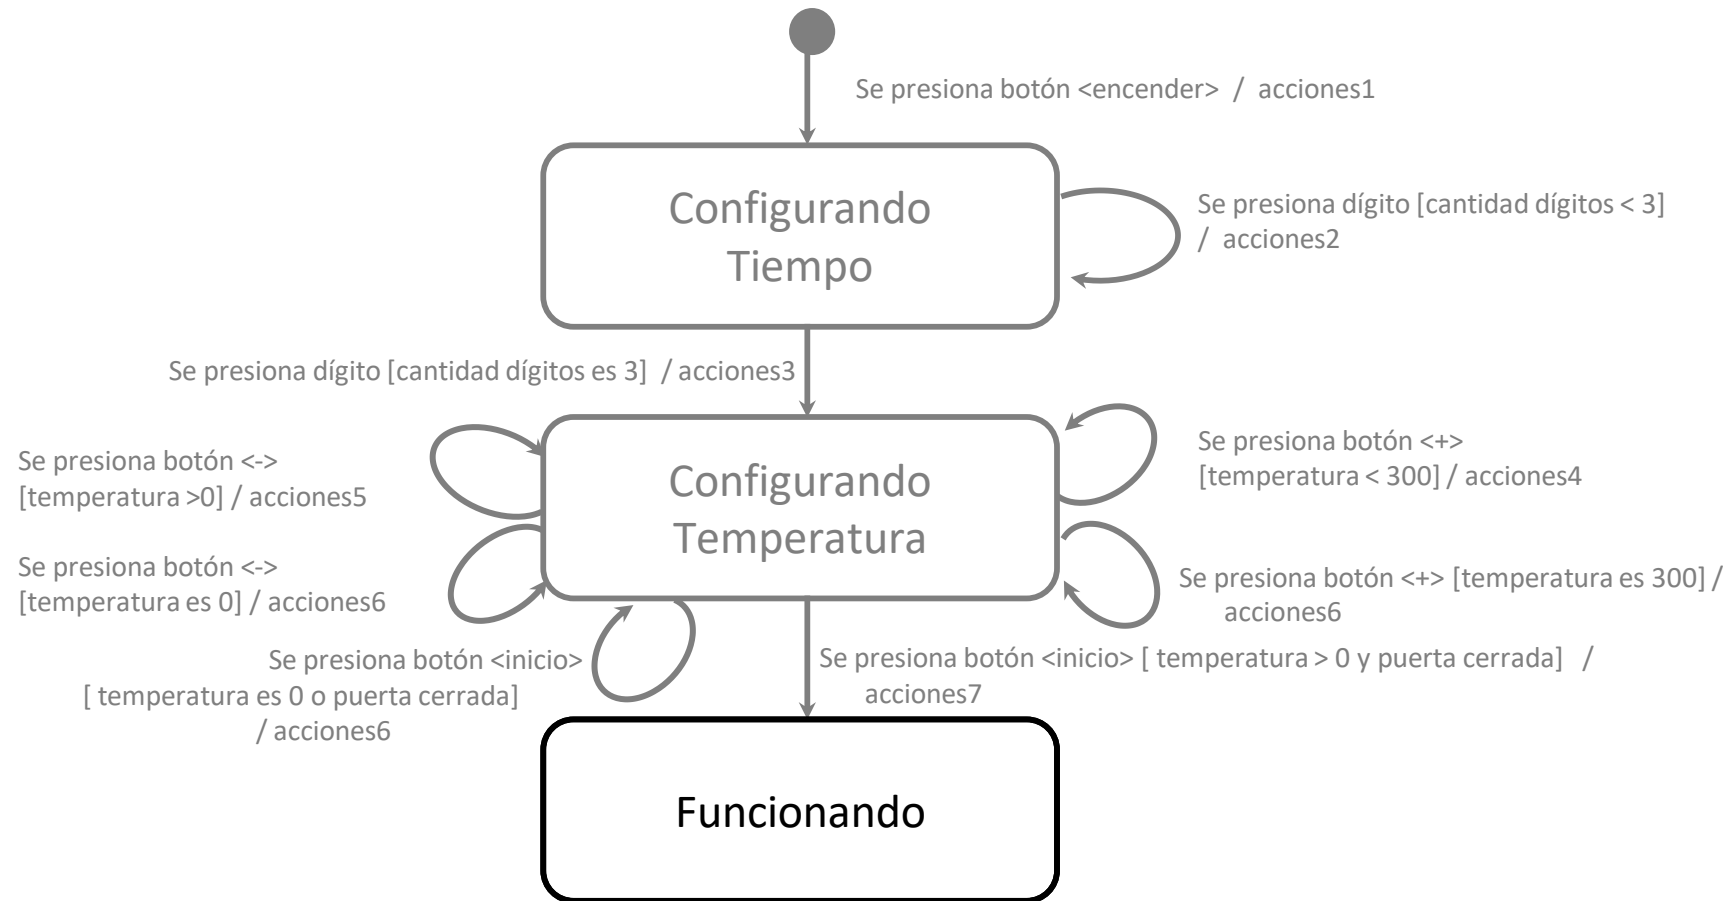 Se presiona botón <encender> / acciones1
Configurando
Tiempo
Se presiona dígito [cantidad dígitos < 3]
/ acciones2
Se presiona dígito [cantidad dígitos es 3] / acciones3
Se presiona botón <->
[temperatura >0] / acciones5
Configurando
Temperatura
Se presiona botón <+>
[temperatura < 300] / acciones4
Se presiona botón <->
[temperatura es 0] / acciones6
Se presiona botón <+> [temperatura es 300] /
acciones6
Se presiona botón <inicio>
[ temperatura es 0 o puerta cerrada]
/ acciones6
Se presiona botón <inicio> [ temperatura > 0 y puerta cerrada] /
acciones7
Funcionando